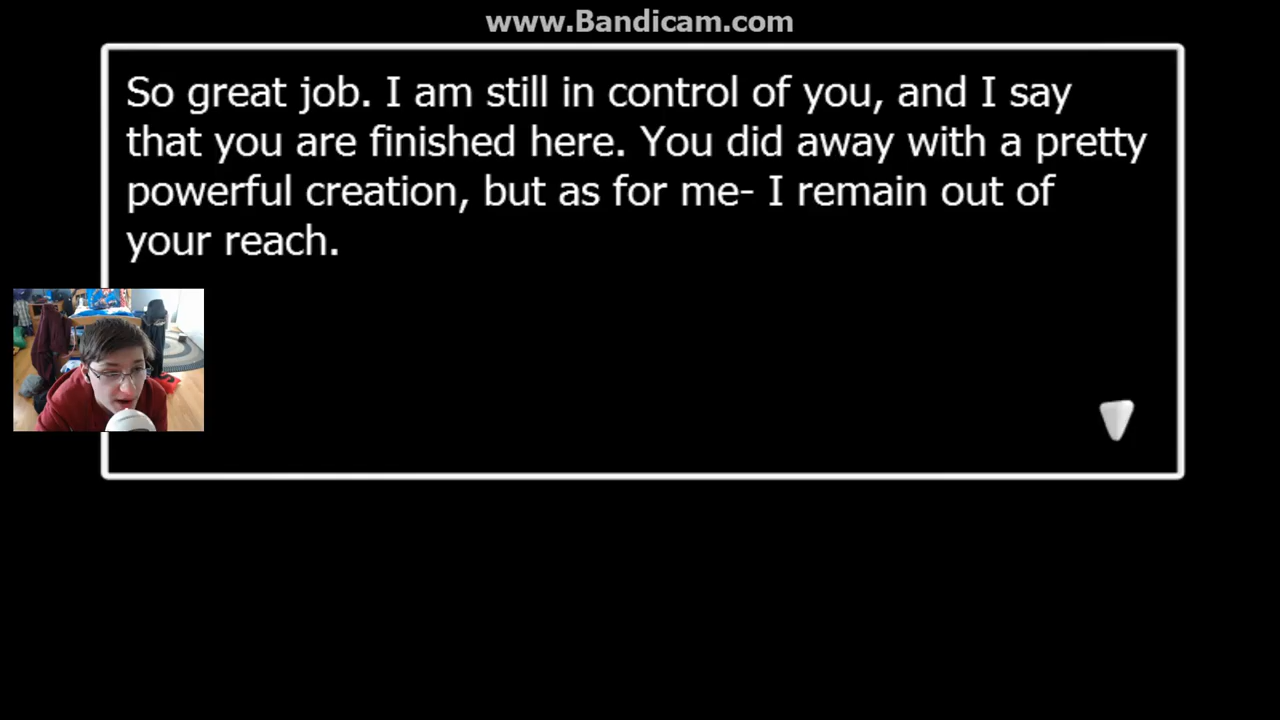 www.Bandicam.com
So great job. I am still in control of you, and I say
that you are finished here. You did away with a pretty
powerful creation, but as for me- I remain out of
your reach.